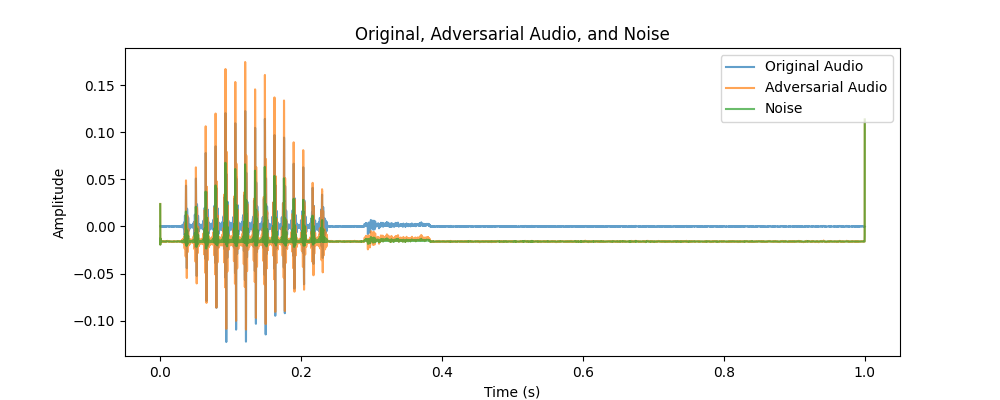 Original, Adversarial Audio, and Noise
Original Audio
Adversarial Audio
Noise
Amplitude
0.15
0.10
0.05
0.00
−0.05
−0.10
0.0 0.2 0.4 0.6 0.8 1.0
Time (s)